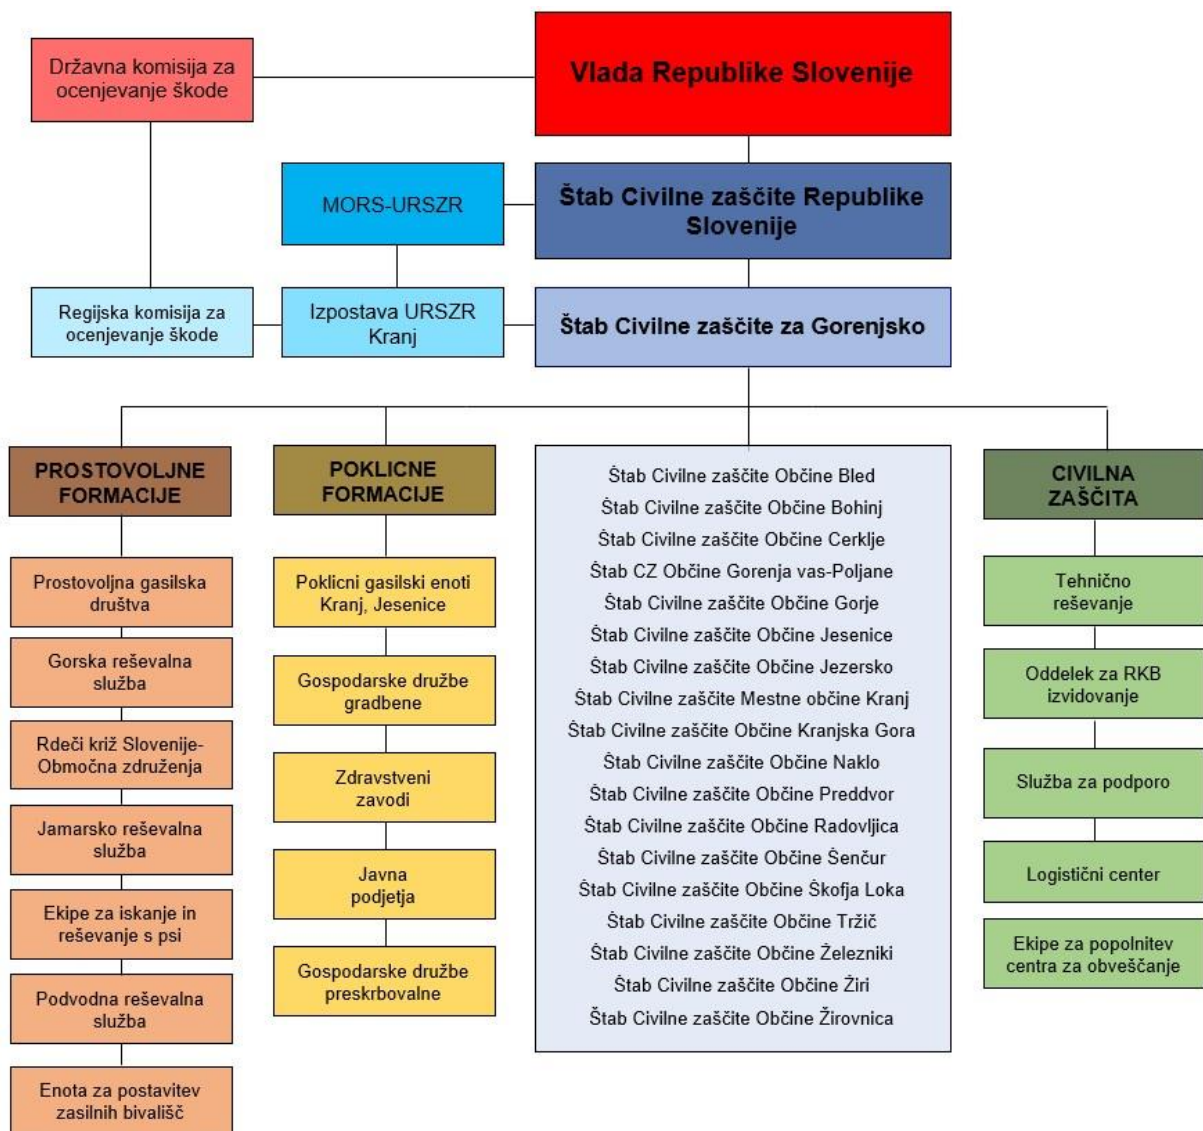 Državna komisija za
ocenjevanje škode
Vlada Republike Slovenije
MORS-URSZR
Štab Civilne zaščite Republike
Slovenije
Regijska komisija za
ocenjevanje škode
Izpostava URSZR
Kranj
Štab Civilne zaščite za Gorenjsko
PROSTOVOLJNE
FORMACIJE
Prostovoljna gasilska
društva
Gorska reševalna
služba
Rdeči križ Slovenije-
Območna združenja
Jamarsko reševalna
služba
Ekipe za iskanje in
reševanje s psi
Podvodna reševalna
služba
Enota za postavitev
zasilnih bivališč
POKLICNE
FORMACIJE
Poklicni gasilski enoti
Kranj, Jesenice
Gospodarske družbe
gradbene
Zdravstveni
zavodi
Javna
podjetja
Gospodarske družbe
preskrbovalne
Štab Civilne zaščite Občine Bled
Štab Civilne zaščite Občine Bohinj
Štab Civilne zaščite Občine Cerklje
Štab CZ Občine Gorenja vas-Poljane
Štab Civilne zaščite Občine Gorje
Štab Civilne zaščite Občine Jesenice
Štab Civilne zaščite Občine Jezersko
Štab Civilne zaščite Mestne občine Kranj
Štab Civilne zaščite Občine Kranjska Gora
Štab Civilne zaščite Občine Naklo
Štab Civilne zaščite Občine Preddvor
Štab Civilne zaščite Občine Radovljica
Štab Civilne zaščite Občine Šenčur
Štab Civilne zaščite Občine Škofja Loka
Štab Civilne zaščite Občine Tržič
Štab Civilne zaščite Občine Železniki
Štab Civilne zaščite Občine Žiri
Štab Civilne zaščite Občine Žirovnica
CIVILNA
ZAŠČITA
Tehnično
reševanje
Oddelek za RKB
izvidovanje
Služba za podporo
Logistični center
Ekipe za popolnitev
centra za obveščanje